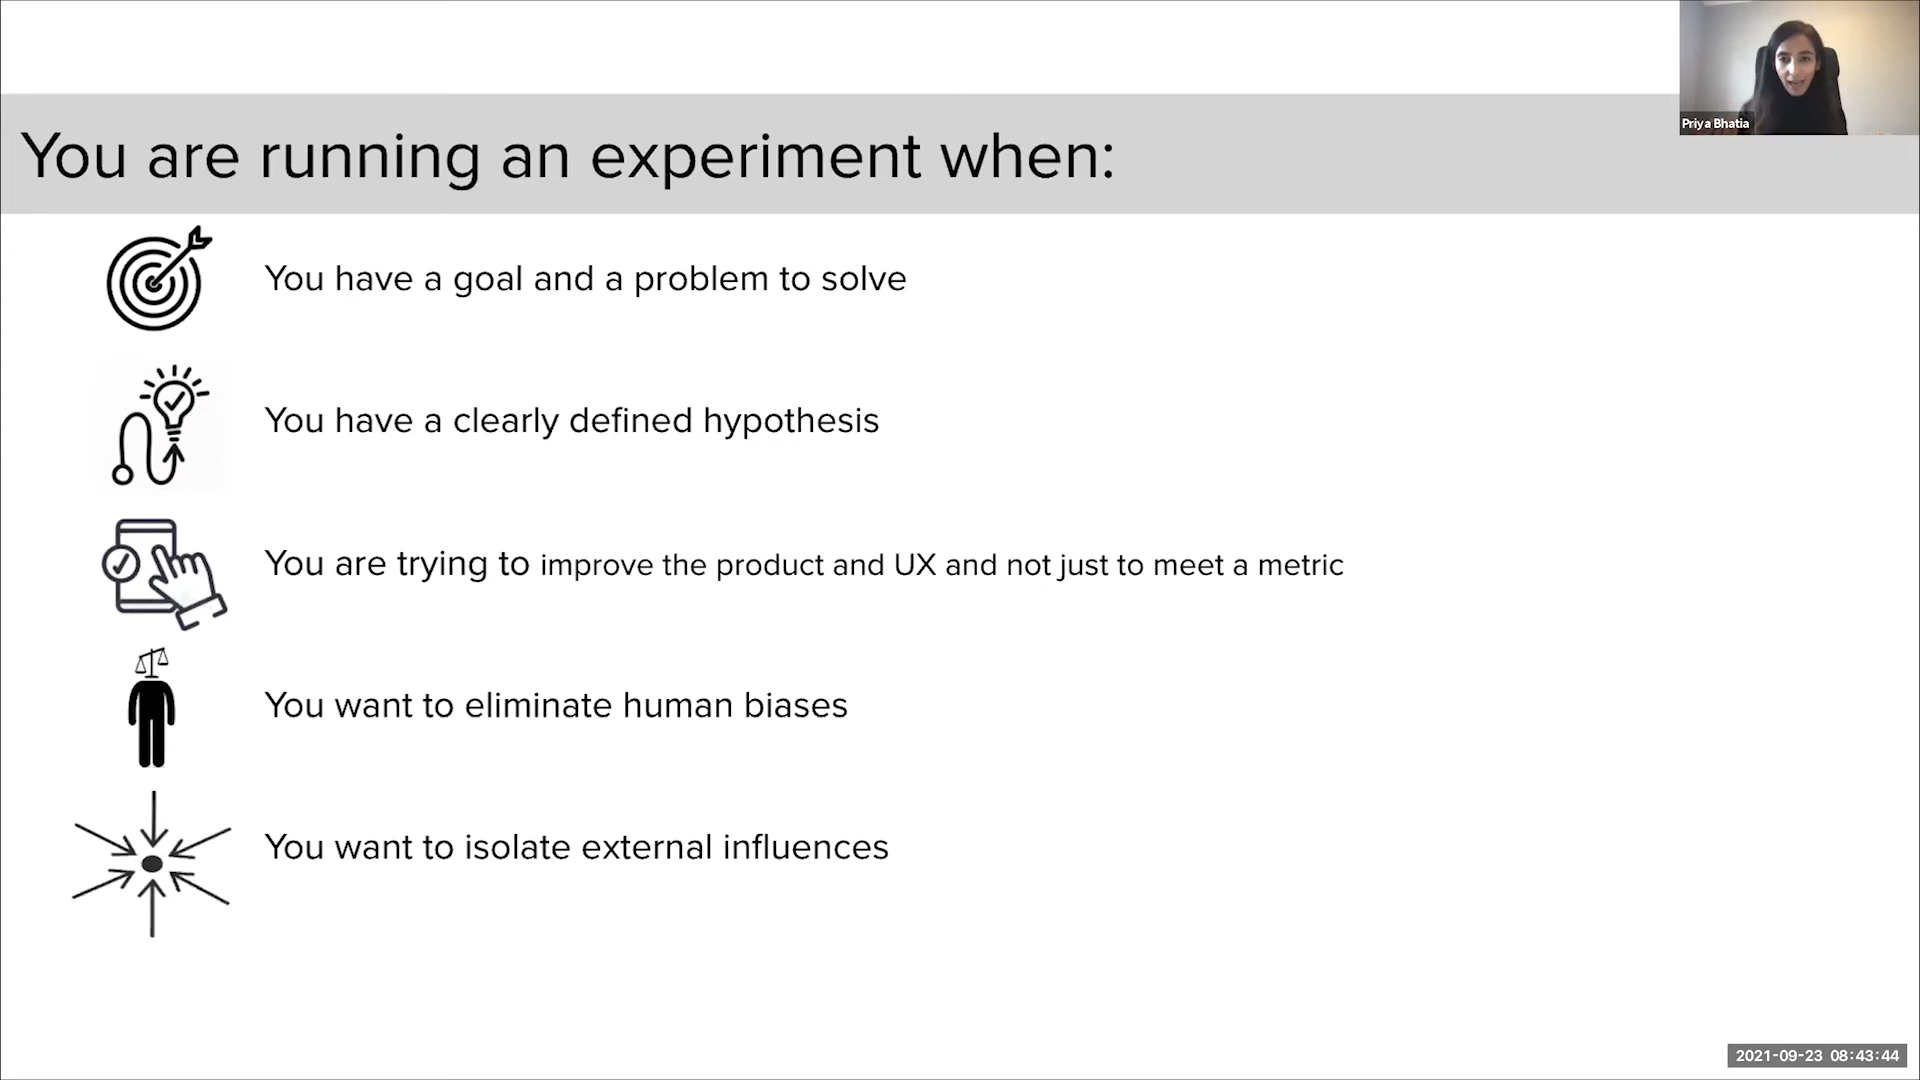 Priya Bhatia
You are running an experiment when:
You have a goal and a problem to solve
You have a clearly defined hypothesis
You are trying to improve the product and UX and not just to meet a metric
You want to eliminate human biases
You want to isolate external influences
2021-09-23 08:43:44